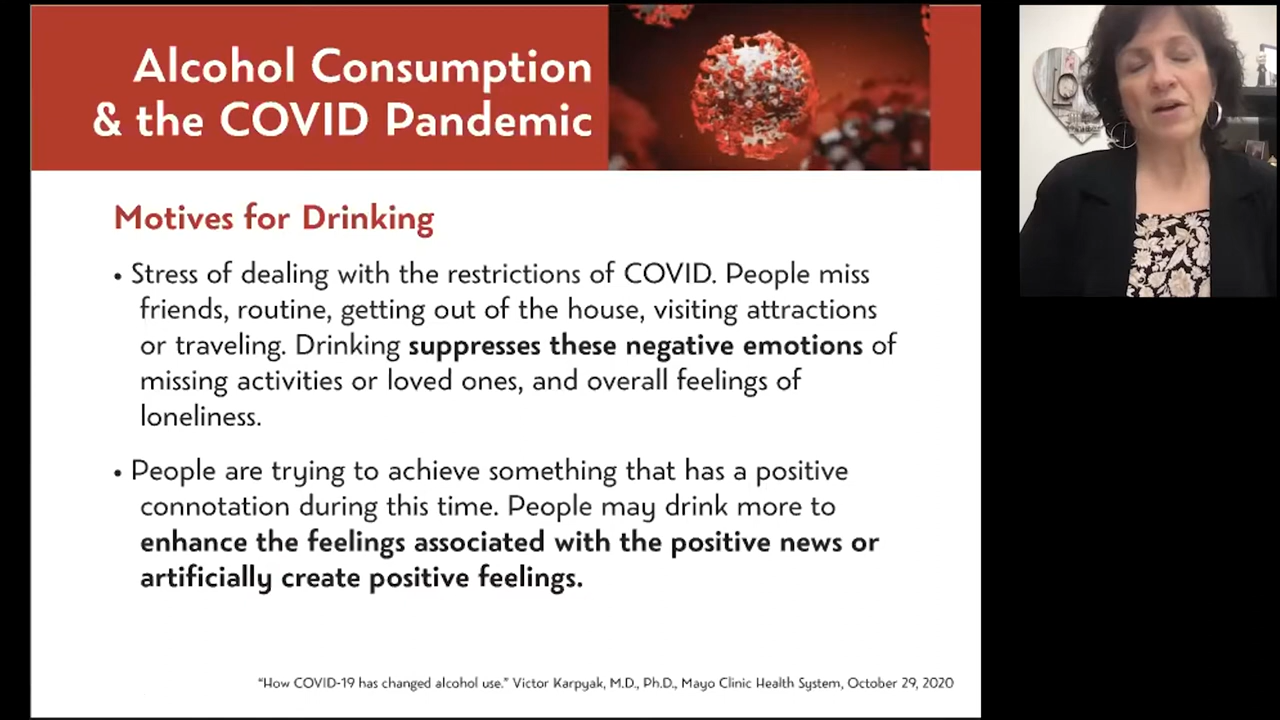 Alcohol Consumption
& the COVID Pandemic
Motives for Drinking
• Stress of dealing with the restrictions of COVID. People miss
friends, routine, getting out of the house, visiting attractions
or traveling. Drinking suppresses these negative emotions of
missing activities or loved ones, and overall feelings of
loneliness.
• People are trying to achieve something that has a positive
connotation during this time. People may drink more to
enhance the feelings associated with the positive news or
artificially create positive feelings.
“How COVID-19 has changed alcohol use.” Victor Karpyak, M.D., Ph.D., Mayo Clinic Health System, October 29, 2020